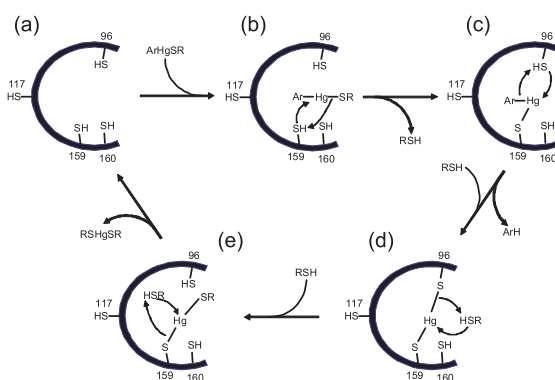 (a)
96
HS
117
HS
SH
SH
159
160
ArHgSR
(b)
96
HS
117
HS
Ar
Hg
SR
SH
SH
159
160
RSH
(c)
96
HS
117
HS
Ar
Hg
S
SH
159
160
RSH
ArH
(d)
96
S
117
HS
Hg
HSR
S
SH
159
160
RSH
(e)
96
HS
117
HS
HSR
SR
Hg
S
SH
159
160
RSHgSR